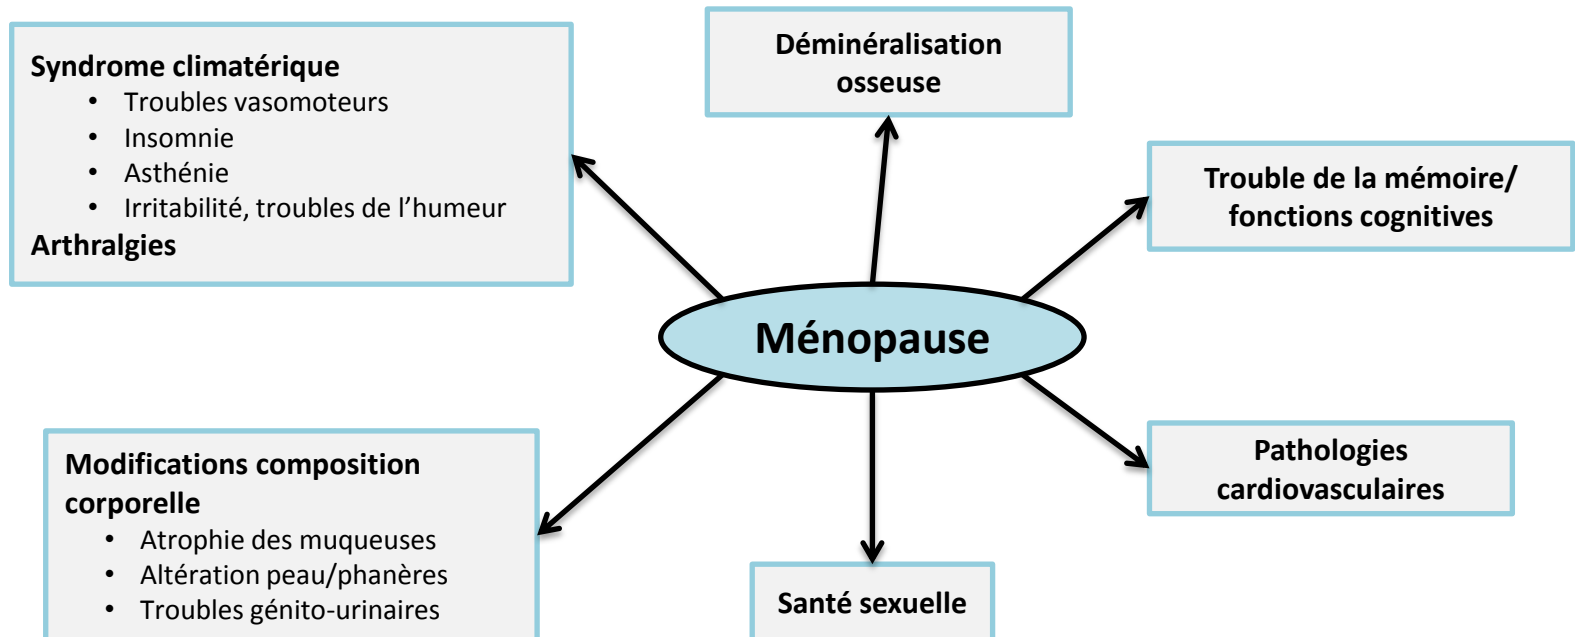 Syndrome climatérique
• Troubles vasomoteurs
• Insomnie
• Asthénie
• Irritabilité, troubles de l’humeur
Arthralgies
Déminéralisation
osseuse
Trouble de la mémoire/
fonctions cognitives
Ménopause
Modifications composition
corporelle
• Atrophie des muqueuses
• Altération peau/phanères
• Troubles génito-urinaires
Santé sexuelle
Pathologies
cardiovasculaires